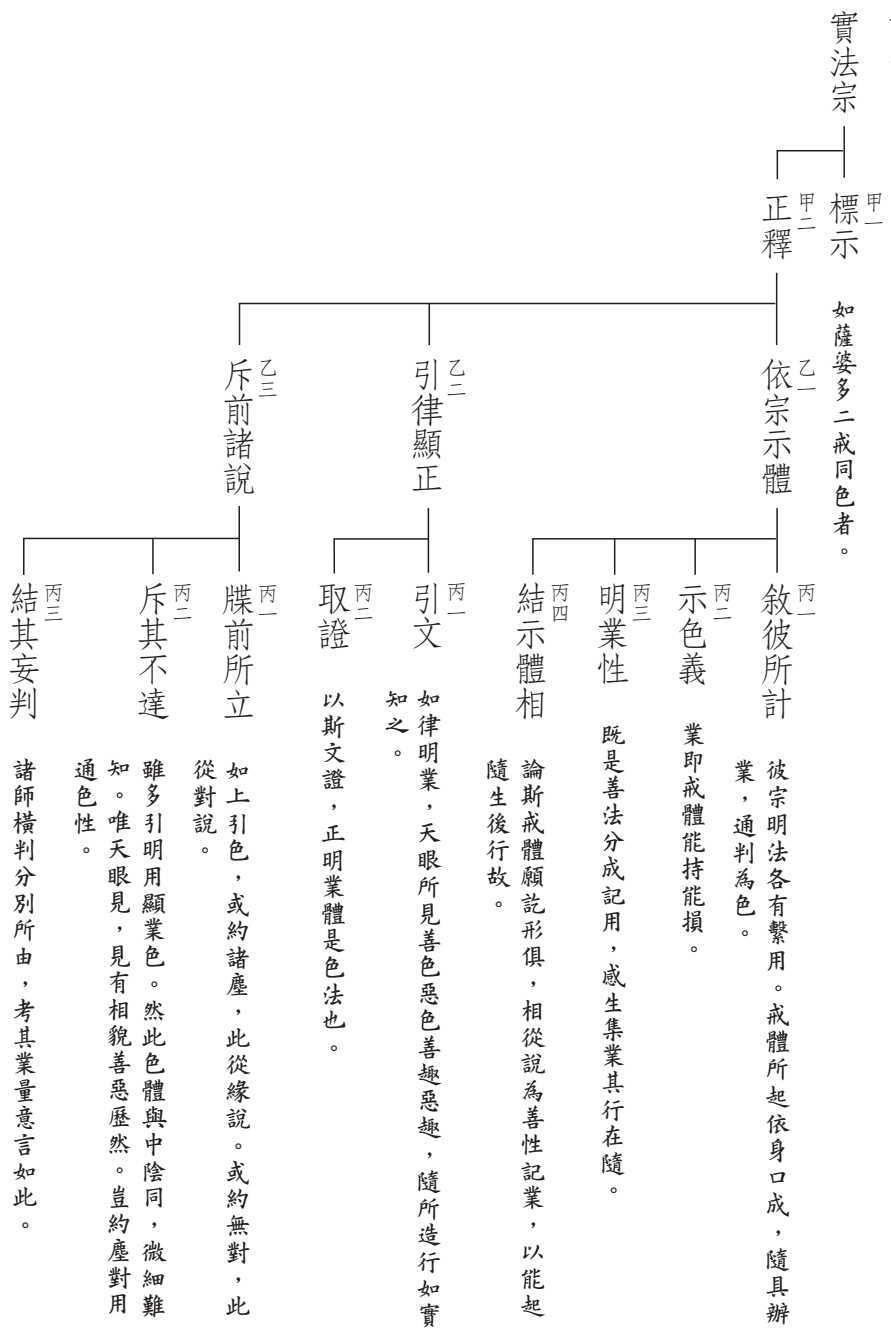 實法宗
甲一
標示
如薩婆多二戒同色者。
甲二
正釋
乙一
依宗示體
丙一
敘彼所計
彼宗明法各有繫用。戒體所起依身口成，隨具辦
業，通判為色。
丙二
示色義
業即戒體能持能損。
丙三
明業性
既是善法分成記用，感生集業其行在隨。
丙四
結示體相
論斯戒體願訖形俱，相從說為善性記業，以能起
隨生後行故。
乙二
引律顯正
丙一
引文
如律明業，天眼所見善色惡色善趣惡趣，隨所造行如實
知之。
丙二
取證
以斯文證，正明業體是色法也。
乙三
斥前諸說
丙一
牒前所立
如上引色，或約諸塵，此從緣說。或約無對，此
從對說。
丙二
斥其不達
雖多引明用顯業色。然此色體與中陰同，微細難
知。唯天眼見，見有相貌善惡歷然。豈約塵對用
通色性。
丙三
結其妄判
諸師橫判分別所由，考其業量意言如此。